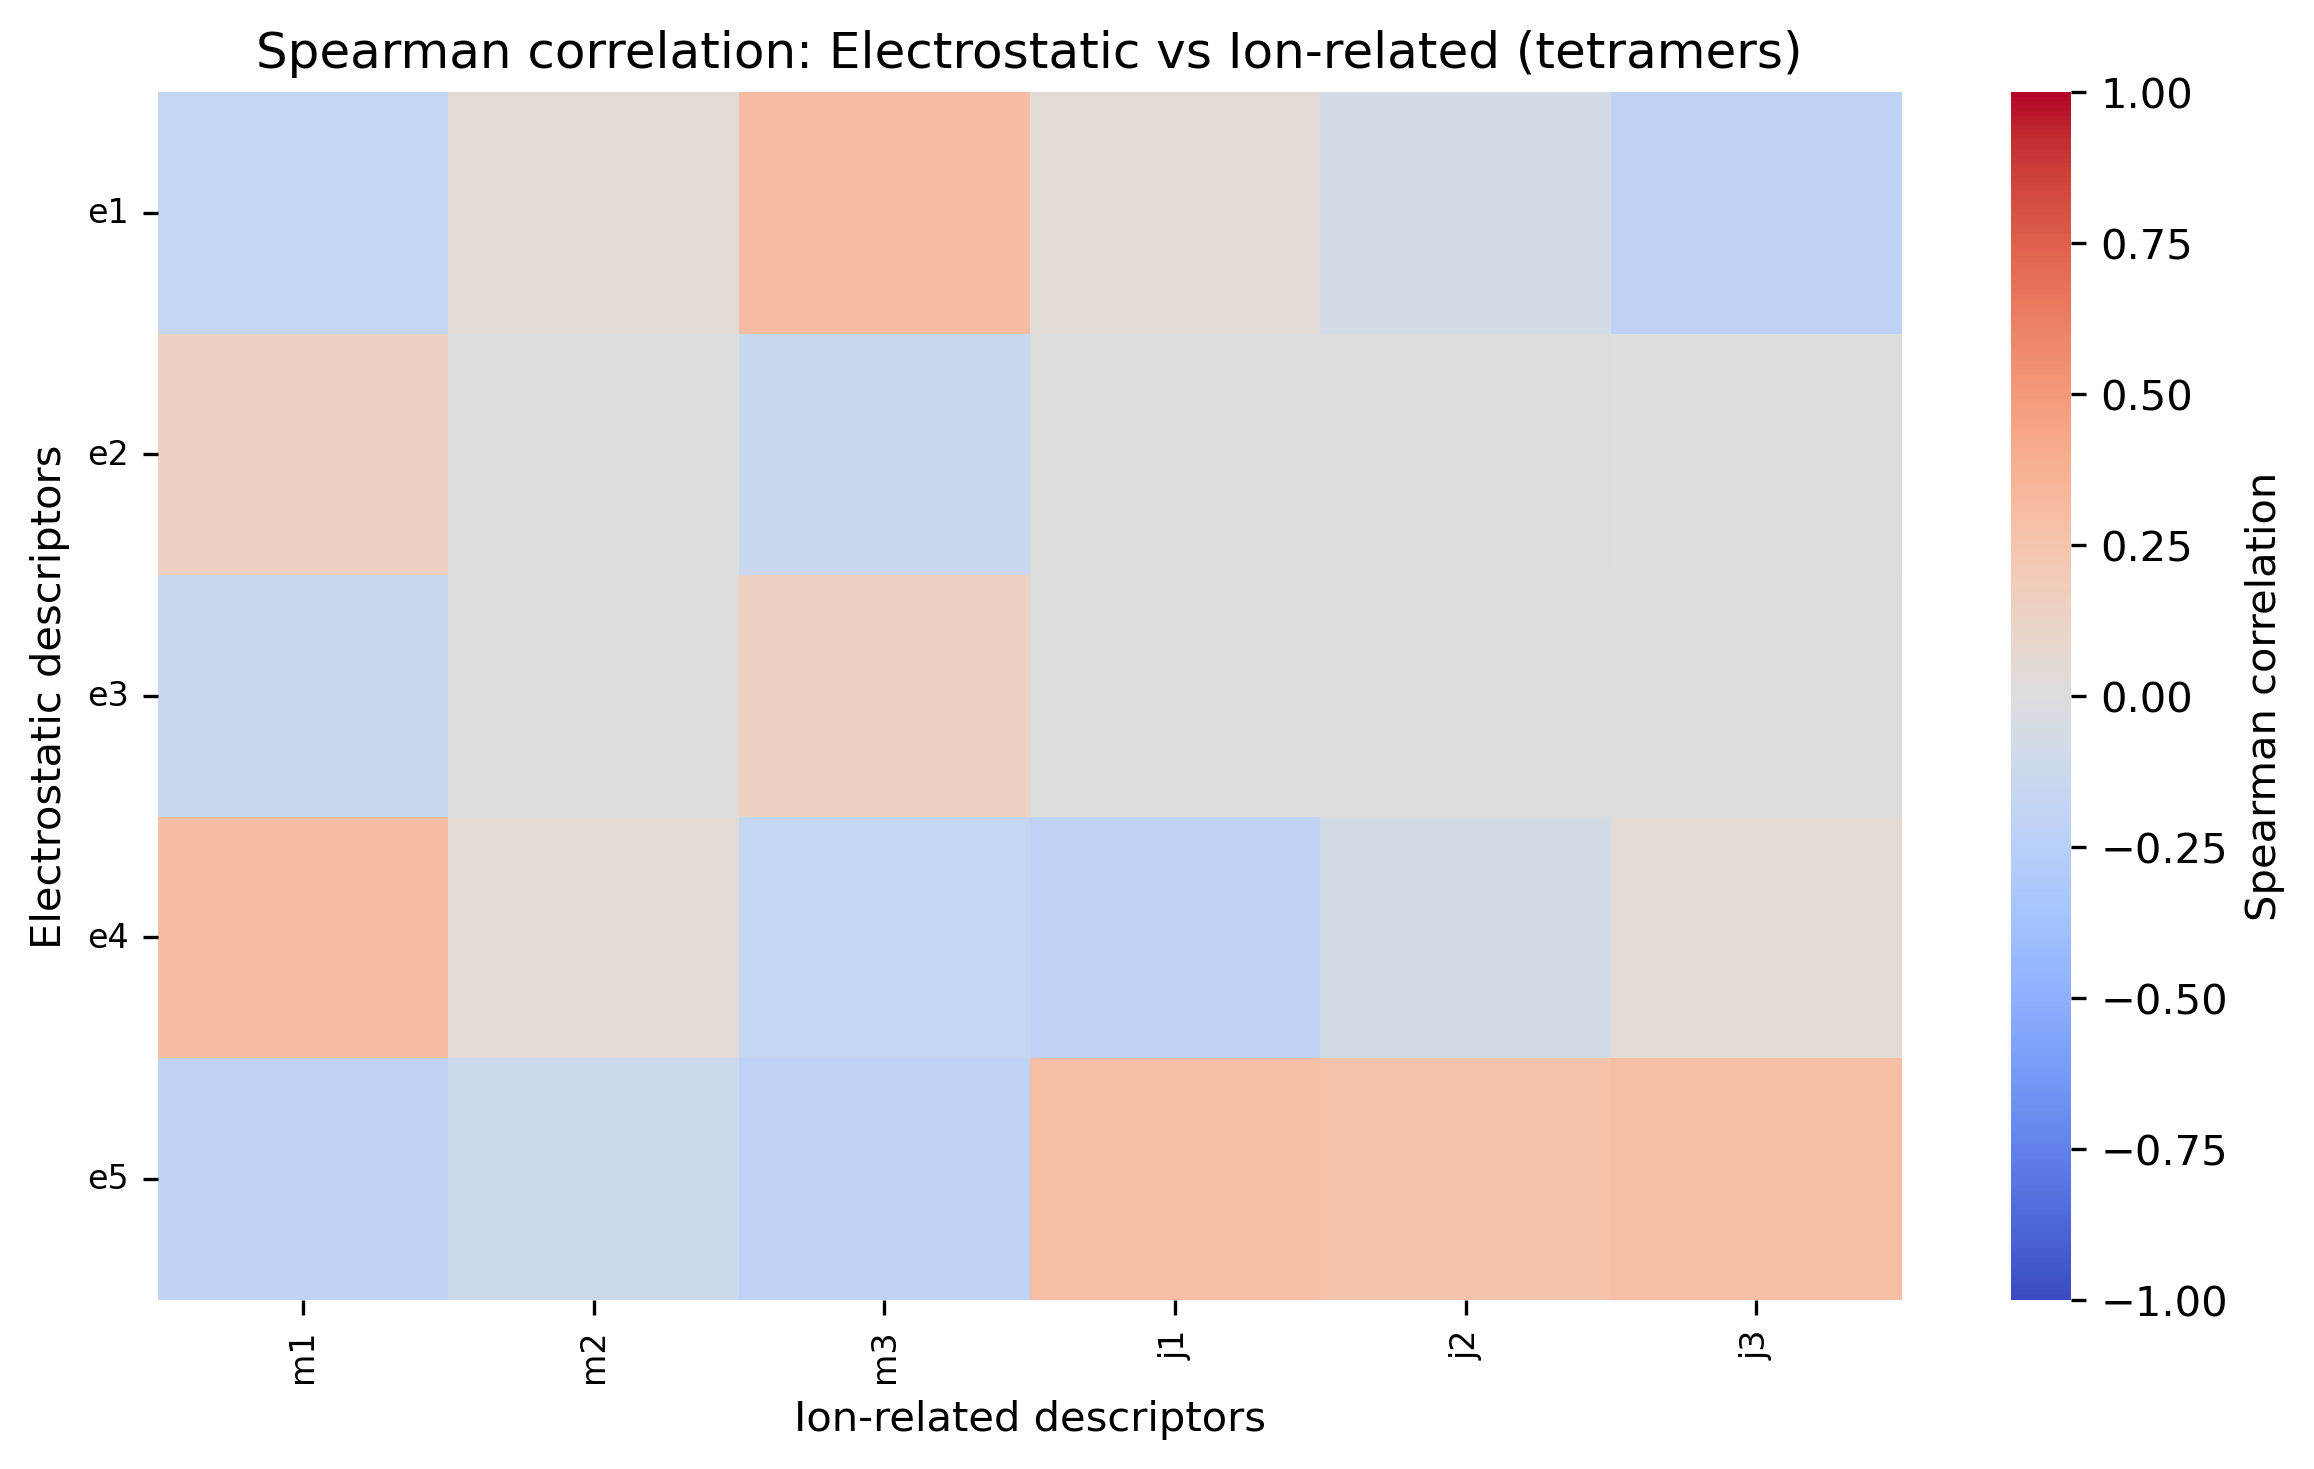 Spearman correlation: Electrostatic vs Ion-related (tetramers)
Electrostatic descriptors
e1
e2
e3
e4
e5
m1
m2
m3
j1
j2
j3
Ion-related descriptors
1.00
0.75
0.50
0.25
0.00
−0.25
−0.50
−0.75
−1.00
Spearman correlation